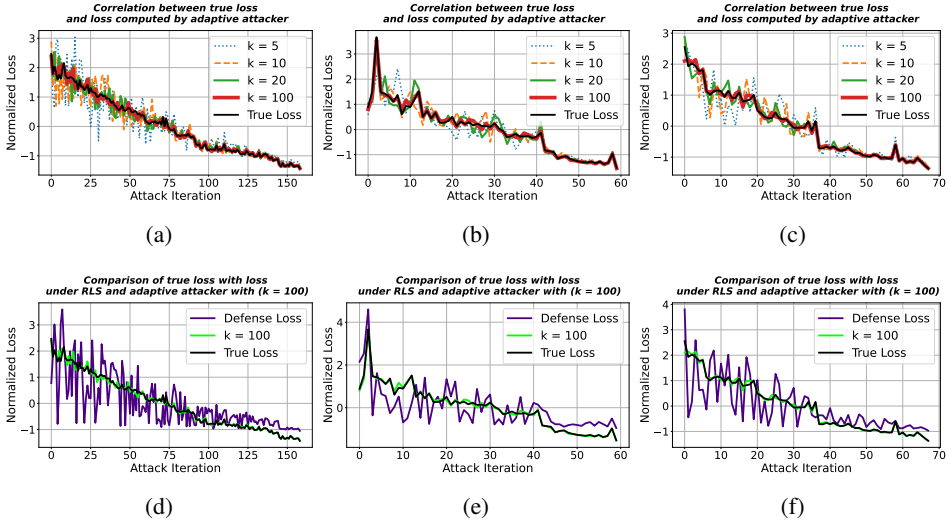 Correlation between true loss
and loss computed by adaptive attacker
Normalized Loss
3
2
1
0
−1
k = 5
k = 10
k = 20
k = 100
True Loss
0 25 50 75 100 125 150
Attack Iteration
(a)
Correlation between true loss
and loss computed by adaptive attacker
Normalized Loss
3
2
1
0
−1
k = 5
k = 10
k = 20
k = 100
True Loss
0 10 20 30 40 50 60
Attack Iteration
(b)
Correlation between true loss
and loss computed by adaptive attacker
Normalized Loss
3
2
1
0
−1
k = 5
k = 10
k = 20
k = 100
True Loss
0 10 20 30 40 50 60 70
Attack Iteration
(c)
Comparison of true loss with loss
under RLS and adaptive attacker with (k = 100)
Normalized Loss
3
2
1
0
−1
Defense Loss
k = 100
True Loss
0 25 50 75 100 125 150
Attack Iteration
(d)
Comparison of true loss with loss
under RLS and adaptive attacker with (k = 100)
Normalized Loss
4
2
0
Defense Loss
k = 100
True Loss
0 10 20 30 40 50 60
Attack Iteration
(e)
Comparison of true loss with loss
under RLS and adaptive attacker with (k = 100)
Normalized Loss
4
3
2
1
0
−1
Defense Loss
k = 100
True Loss
0 10 20 30 40 50 60 70
Attack Iteration
(f)